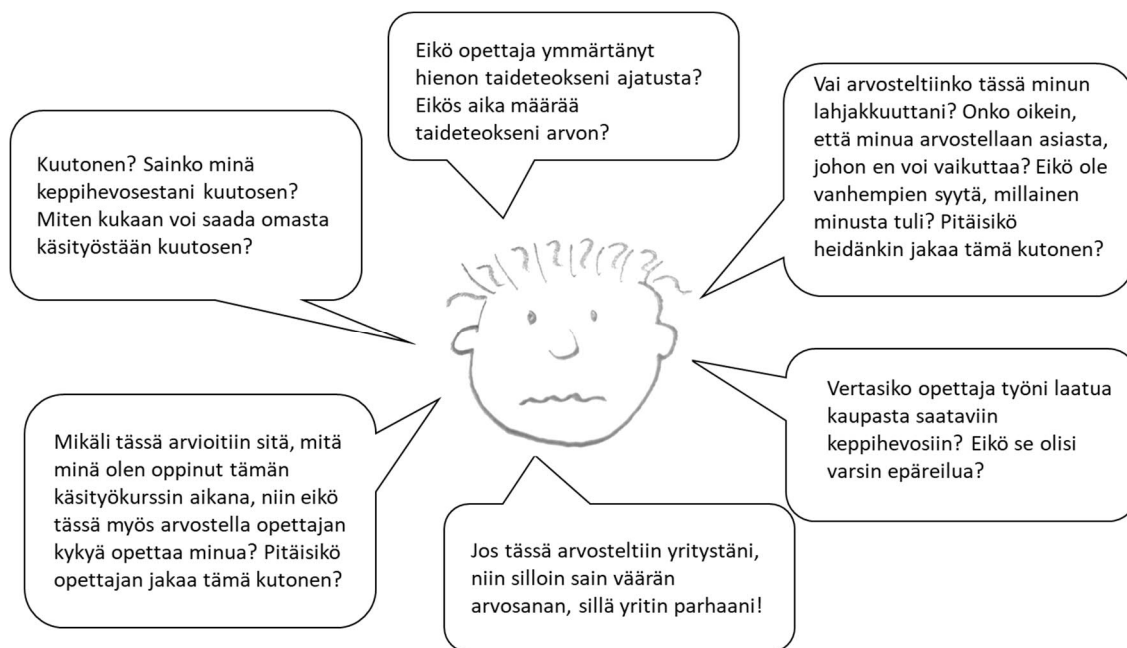 Kuutonen? Sainko minä
keppihevosestani kuutosen?
Miten kukaan voi saada omasta
käsityöstään kuutosen?
Eikö opettaja ymmärtänyt
hienon taideteokseni ajatusta?
Eikös aika määrää
taideteokseni arvon?
Vai arvosteltiinko tässä minun
lahjakkuuttani? Onko oikein,
että minua arvostellaan asiasta,
johon en voi vaikuttaa? Eikö ole
vanhempien syytä, millainen
minusta tuli? Pitäisikö
heidänkin jakaa tämä kutonen?
Vertasiko opettaja työni laatua
kaupasta saataviin
keppihevosiin? Eikö se olisi
varsin epäreilua?
Jos tässä arvosteltiin yritystäni,
niin silloin sain väärän
arvosanan, sillä yritin parhaani!
Mikäli tässä arvioitiin sitä, mitä
minä olen oppinut tämän
käsityökurssin aikana, niin eikö
tässä myös arvostella opettajan
kykyä opettaa minua? Pitäisikö
opettajan jakaa tämä kutonen?